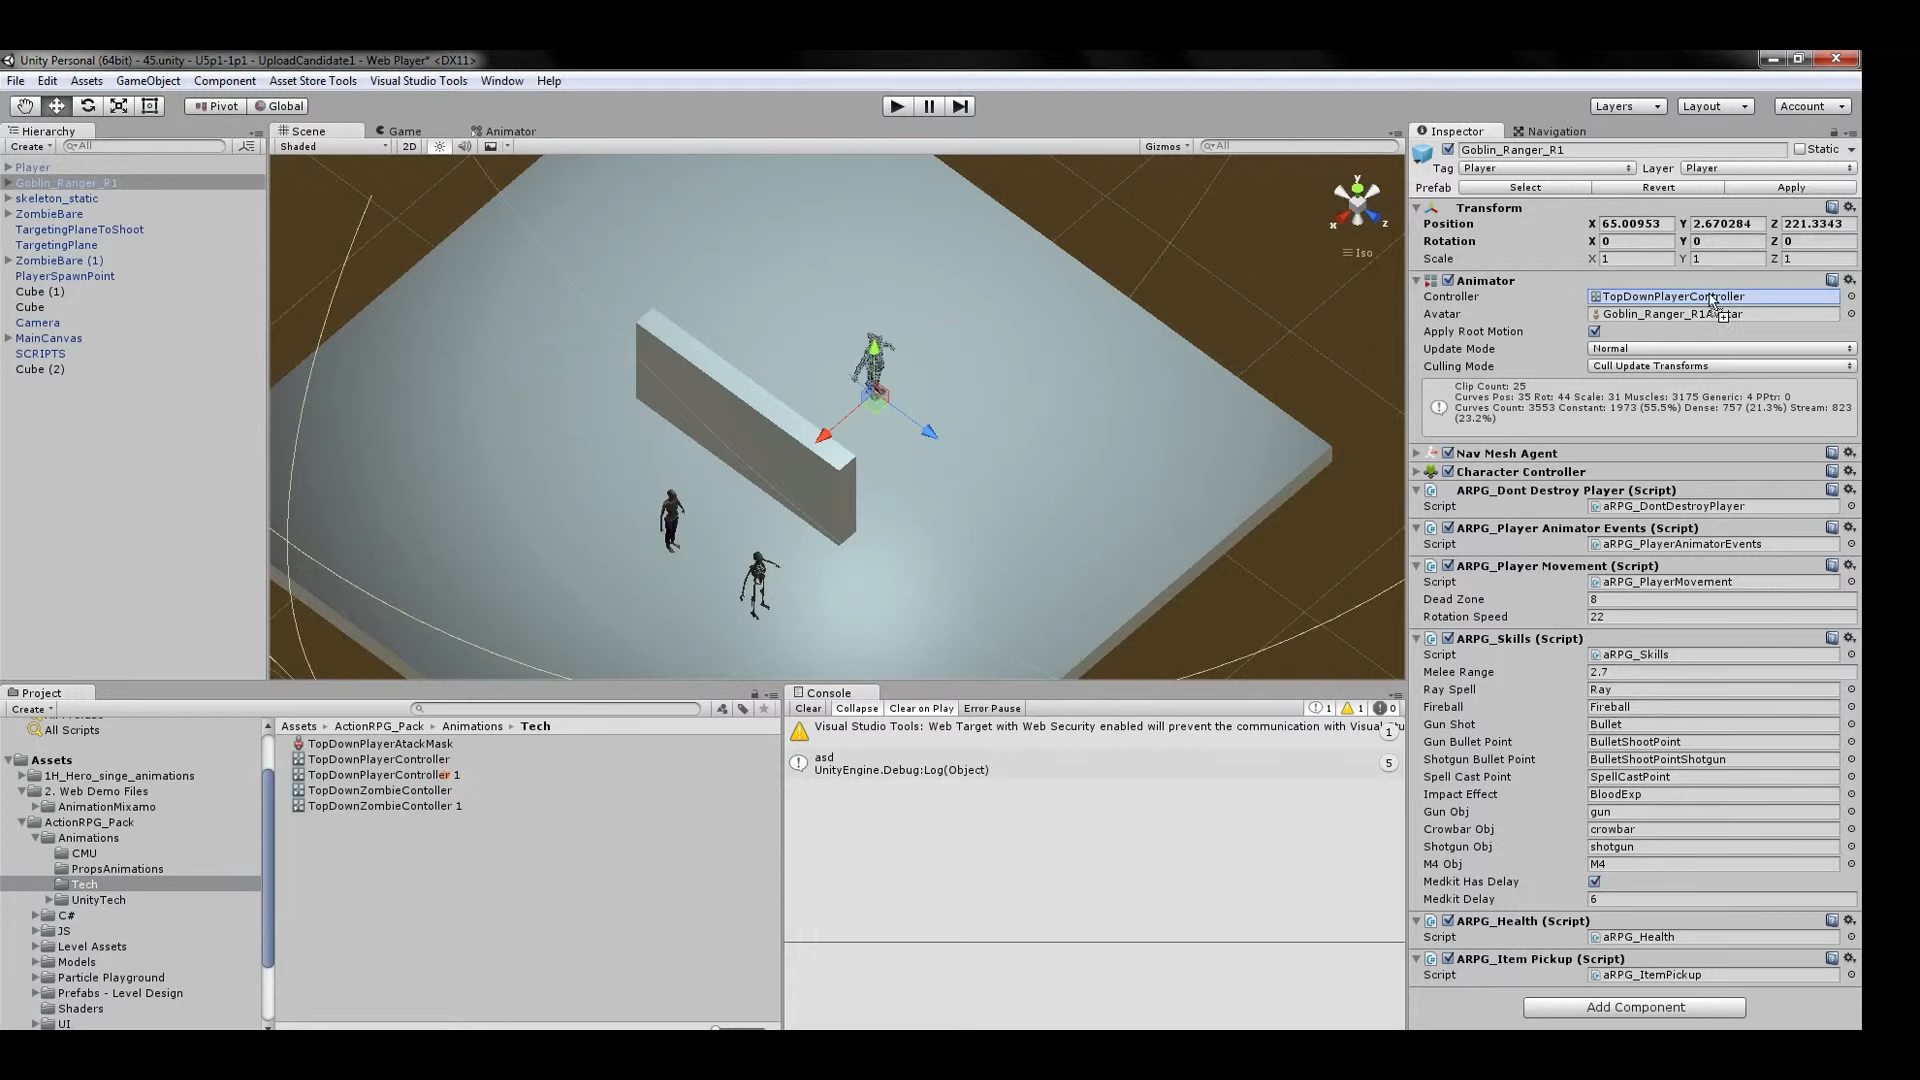 Unity Personal (64bit) - 45.unity - U5p1-1p1 - UploadCandidate1 - Web Player* <DX11>
File Edit Assets GameObject Component Asset Store Tools Visual Studio Tools Window Help
Pivot Global Layers Layout Account
Hierarchy
Create All
Player
Goblin_Ranger_R1
skeleton_static
ZombieBare
TargetingPlaneToShoot
TargetingPlane
ZombieBare (1)
PlayerSpawnPoint
Cube (1)
Cube
Camera
MainCanvas
SCRIPTS
Cube (2)
Scene Game Animator
Shaded 2D Gizmos All
y
x z
Iso
Inspector Navigation
Goblin_Ranger_R1 Static
Tag Player Layer Player
Prefab Select Revert Apply
Transform
Position X 65.00953 Y 2.670284 Z 221.3343
Rotation X 0 Y 0 Z 0
Scale X 1 Y 1 Z 1
Animator
Controller TopDownPlayerController
Avatar Goblin_Ranger_R1Avatar
Apply Root Motion
Update Mode Normal
Culling Mode Cull Update Transforms
Clip Count: 25
Curves Pos: 35 Rot: 44 Scale: 31 Muscles: 3175 Generic: 4 PPtr: 0
Curves Count: 3553 Constant: 1973 (55.5%) Dense: 757 (21.3%) Stream: 823
(23.2%)
Nav Mesh Agent
Character Controller
ARPG_Dont Destroy Player (Script)
Script aRPG_DontDestroyPlayer
ARPG_Player Animator Events (Script)
Script aRPG_PlayerAnimatorEvents
ARPG_Player Movement (Script)
Script aRPG_PlayerMovement
Dead Zone 8
Rotation Speed 22
ARPG_Skills (Script)
Script aRPG_Skills
Melee Range 2.7
Ray Spell Ray
Fireball Fireball
Gun Shot Bullet
Gun Bullet Point BulletShootPoint
Shotgun Bullet Point BulletShootPointShotgun
Spell Cast Point SpellCastPoint
Impact Effect BloodExp
Gun Obj gun
Crowbar Obj crowbar
Shotgun Obj shotgun
M4 Obj M4
Medkit Has Delay
Medkit Delay 6
ARPG_Health (Script)
Script aRPG_Health
ARPG_Item Pickup (Script)
Script aRPG_ItemPickup
Add Component
Project
Create
All Scripts
Assets
1H_Hero_singe_animations
2. Web Demo Files
AnimationMixamo
ActionRPG_Pack
Animations
CMU
PropsAnimations
Tech
UnityTech
C#
JS
Level Assets
Models
Particle Playground
Prefabs - Level Design
Shaders
UI
Assets ActionRPG_Pack Animations Tech
TopDownPlayerAtackMask
TopDownPlayerController
TopDownPlayerController 1
TopDownZombieContoller
TopDownZombieContoller 1
Console
Clear Collapse Clear on Play Error Pause 1 1 0
Visual Studio Tools: Web Target with Web Security enabled will prevent the communication with Visual 1
asd
UnityEngine.Debug:Log(Object) 5